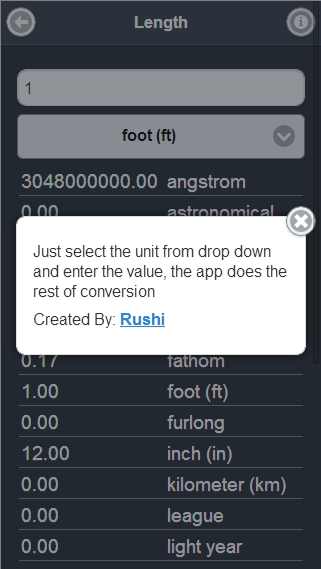 Length
1
foot (ft)
3048000000.00 angstrom
0.00 astronomical
Just select the unit from drop down
and enter the value, the app does the
rest of conversion
Created By: Rushi
0.17 fathom
1.00 foot (ft)
0.00 furlong
12.00 inch (in)
0.00 kilometer (km)
0.00 league
0.00 light year